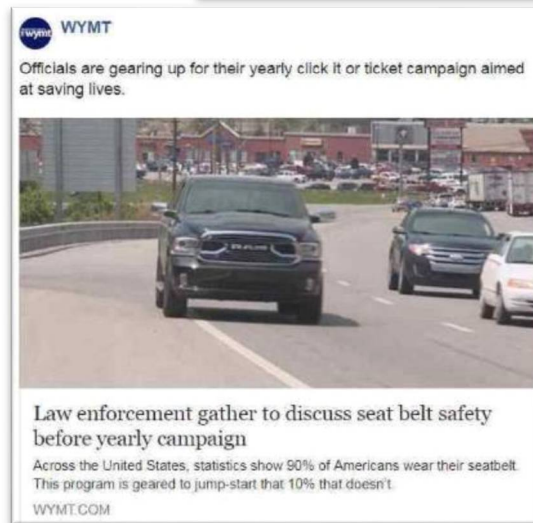 wymt
WYMT
Officials are gearing up for their yearly click it or ticket campaign aimed
at saving lives.
Law enforcement gather to discuss seat belt safety
before yearly campaign
Across the United States, statistics show 90% of Americans wear their seatbelt.
This program is geared to jump-start that 10% that doesn't.
WYMT.COM